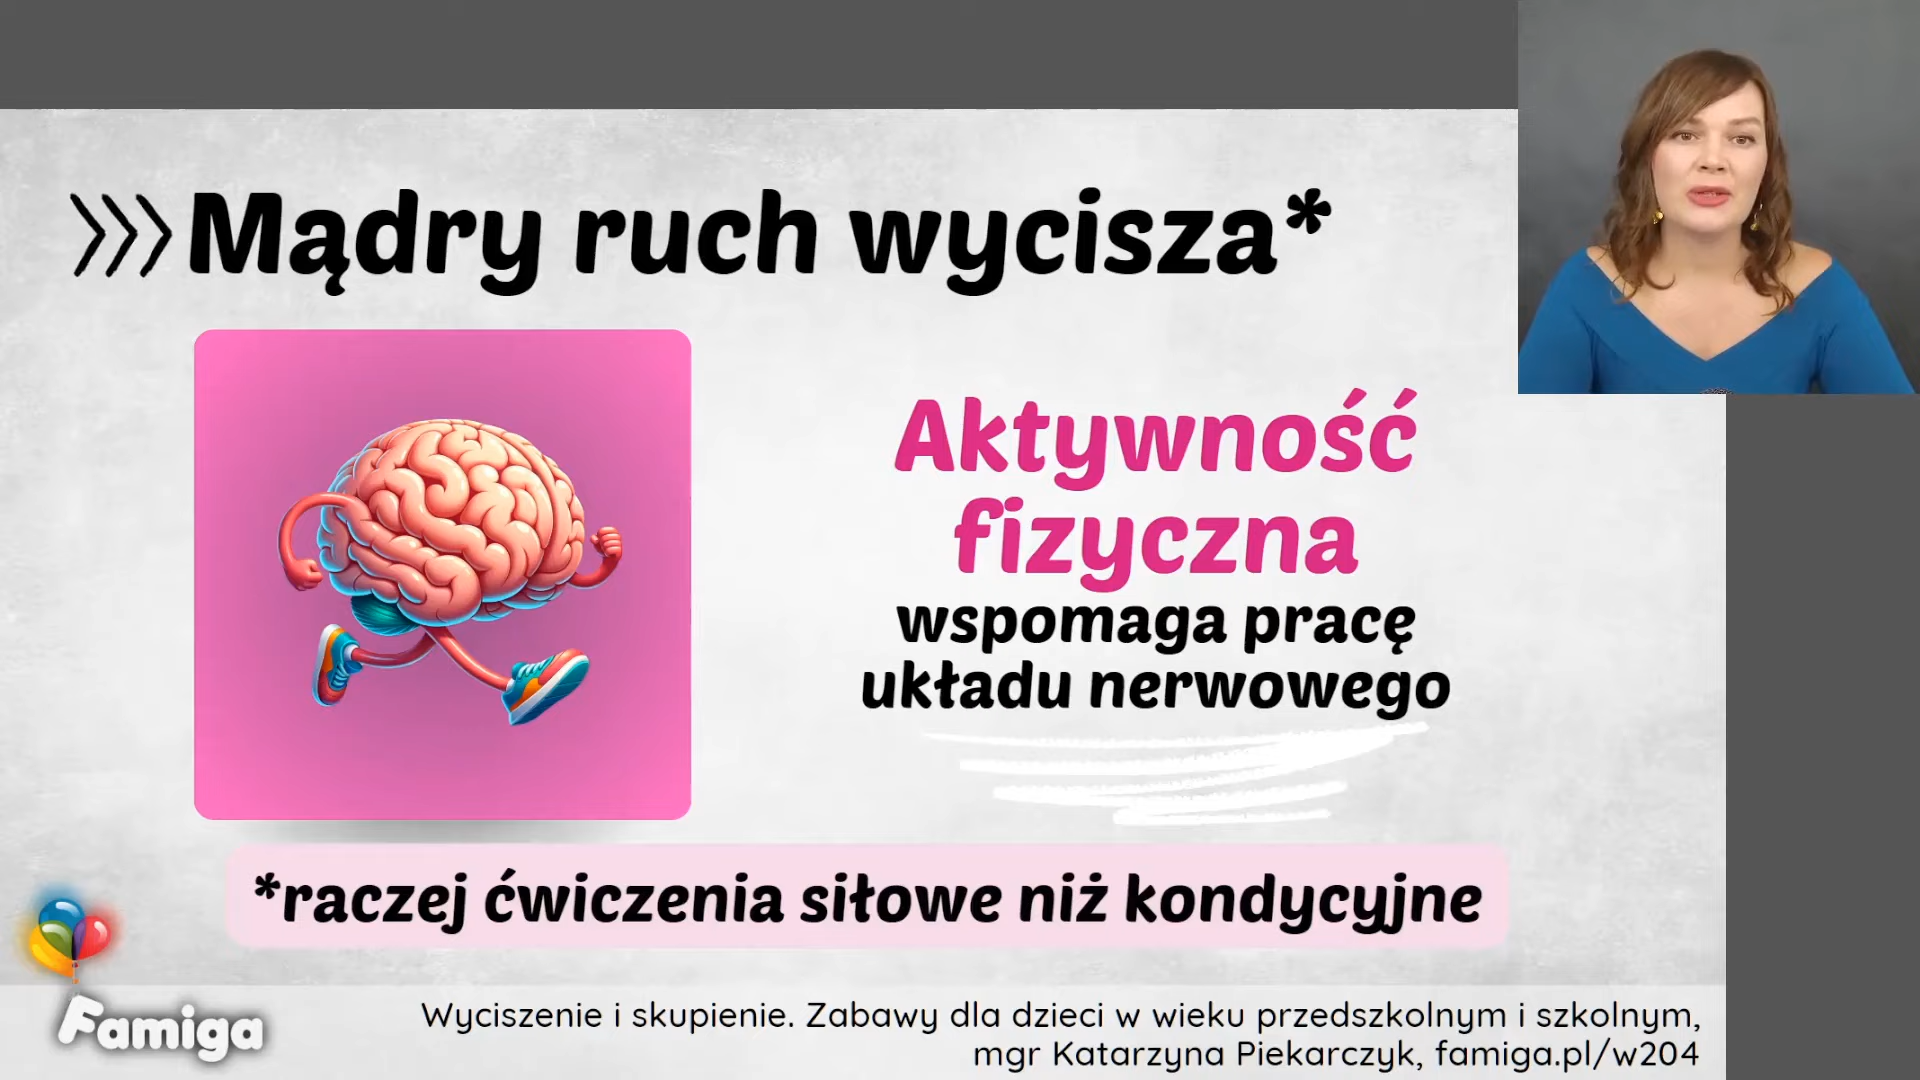 Mądry ruch wycisza*
Aktywność
fizyczna
wspomaga pracę
układu nerwowego
*raczej ćwiczenia siłowe niż kondycyjne
Famiga
Wyciszenie i skupienie. Zabawy dla dzieci w wieku przedszkolnym i szkolnym,
mgr Katarzyna Piekarczyk, famiga.pl/w204